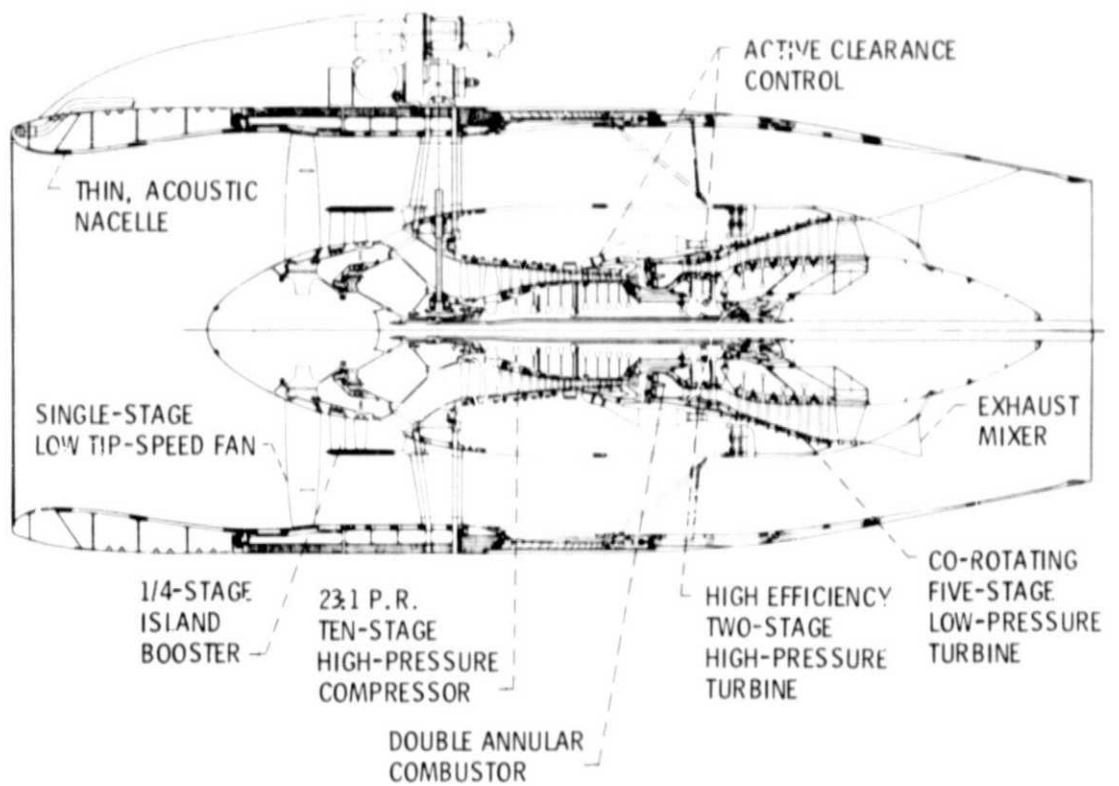 ACTIVE CLEARANCE
CONTROL
THIN, ACOUSTIC
NACELLE
SINGLE-STAGE
LOW TIP-SPEED FAN
EXHAUST
MIXER
1/4-STAGE
ISLAND
BOOSTER
23:1 P.R.
TEN-STAGE
HIGH-PRESSURE
COMPRESSOR
HIGH EFFICIENCY
TWO-STAGE
HIGH-PRESSURE
TURBINE
CO-ROTATING
FIVE-STAGE
LOW-PRESSURE
TURBINE
DOUBLE ANNULAR
COMBUSTOR